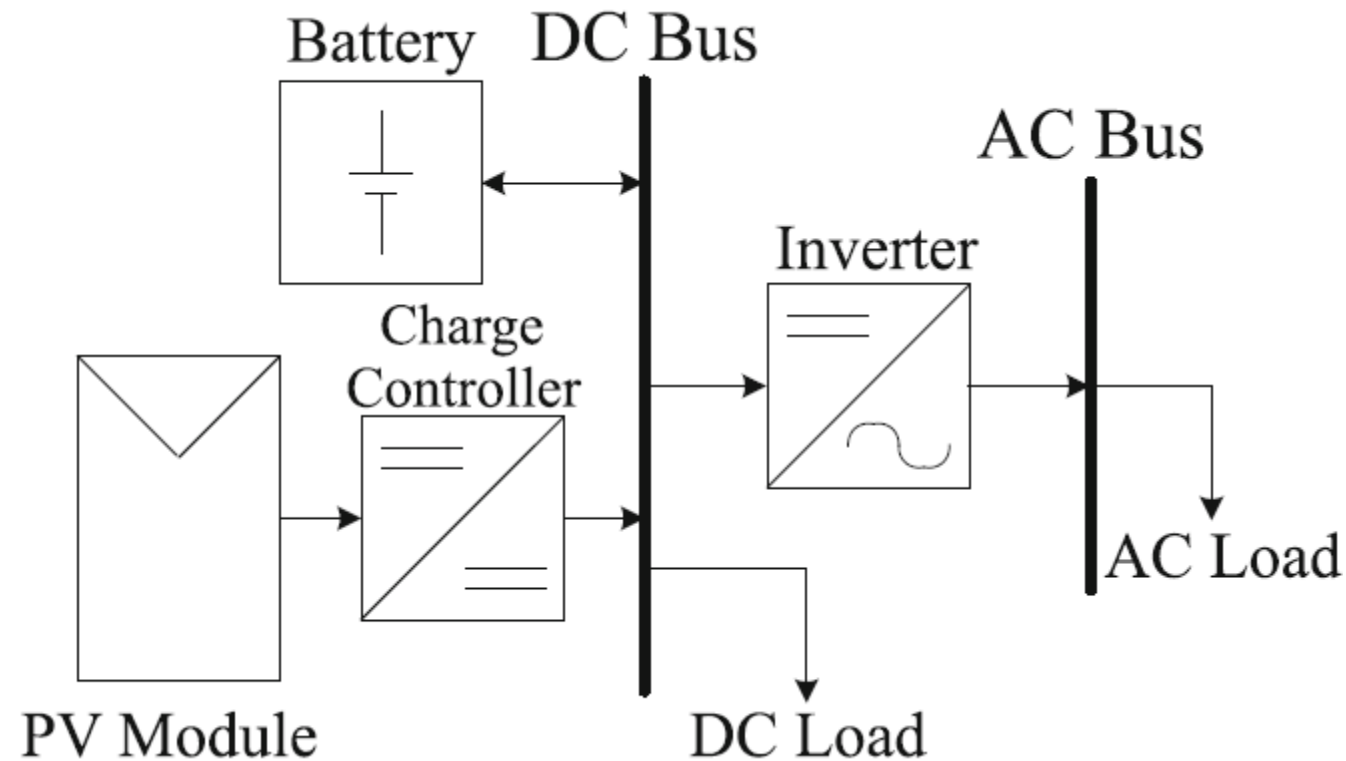 Battery
DC Bus
AC Bus
Inverter
Charge
Controller
AC Load
PV Module
DC Load